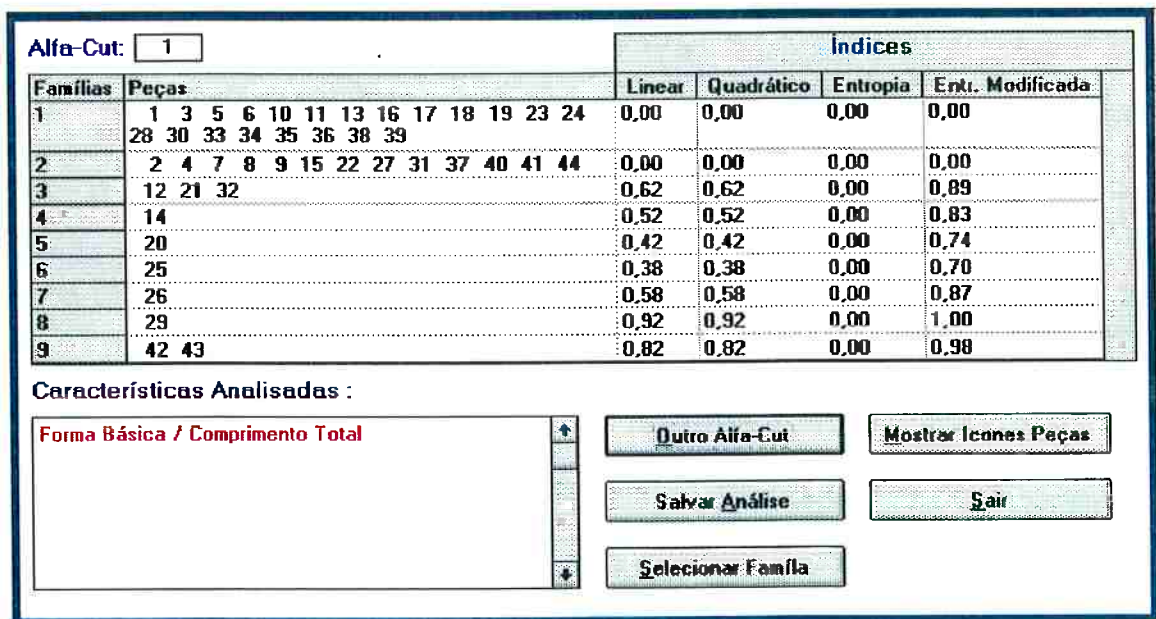 Alfa-Cut: 1
Índices
Famílias Peças Linear Quadrático Entropia Entr. Modificada
1 1 3 5 6 10 11 13 16 17 18 19 23 24 0,00 0,00 0,00 0,00
28 30 33 34 35 36 38 39
2 2 4 7 8 9 15 22 27 31 37 40 41 44 0,00 0,00 0,00 0,00
3 12 21 32 0,62 0,62 0,00 0,89
4 14 0,52 0,52 0,00 0,83
5 20 0,42 0,42 0,00 0,74
6 25 0,38 0,38 0,00 0,70
7 26 0,58 0,58 0,00 0,87
8 29 0,92 0,92 0,00 1,00
9 42 43 0,82 0,82 0,00 0,98
Características Analisadas :
Forma Básica / Comprimento Total
Outro Alfa-Cut Mostrar Icones Peças
Salvar Análise Sair
Selecionar Famíla